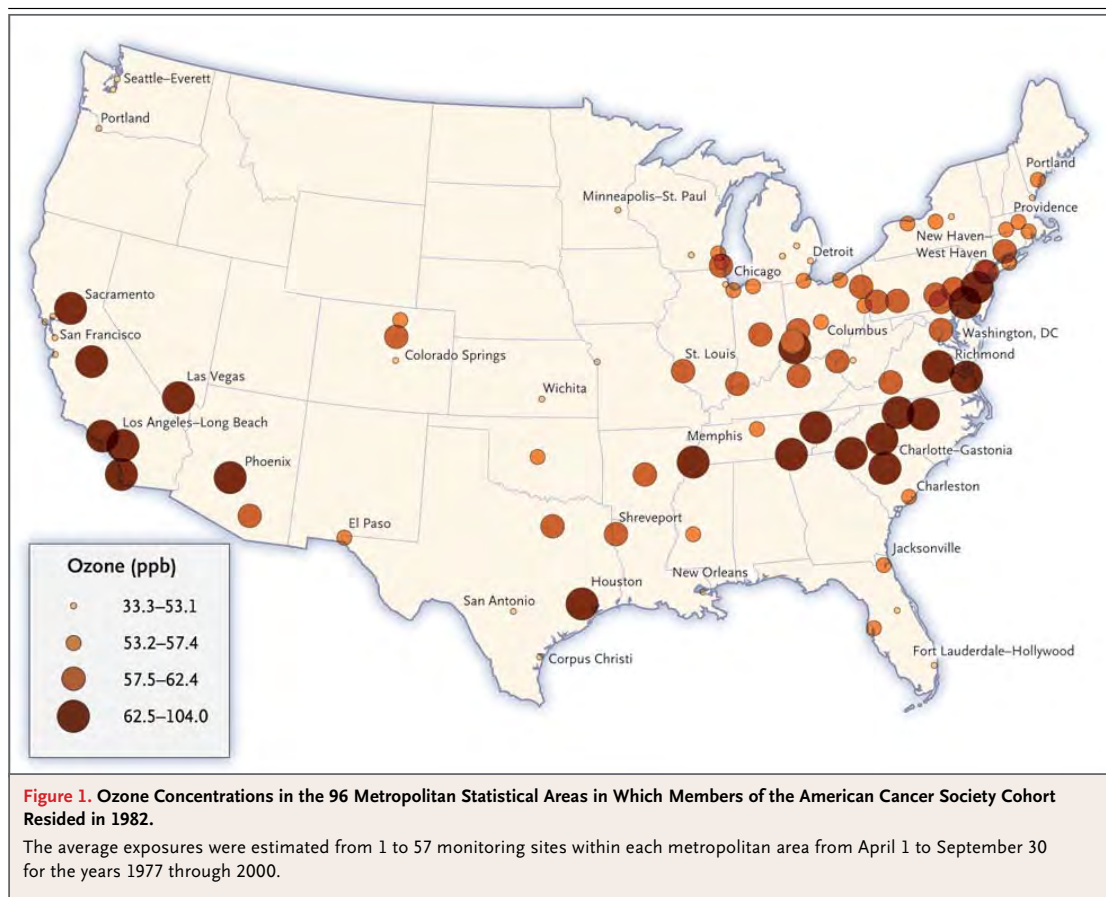 Seattle–Everett
Portland
Minneapolis–St. Paul
Portland
Providence
New Haven–
West Haven
Detroit
Chicago
Sacramento
San Francisco
Colorado Springs
Columbus
Washington, DC
Richmond
St. Louis
Las Vegas
Wichita
Los Angeles–Long Beach
Memphis
Charlotte–Gastonia
Phoenix
Charleston
El Paso
Shreveport
Jacksonville
New Orleans
Houston
San Antonio
Corpus Christi
Fort Lauderdale–Hollywood
Ozone (ppb)
33.3–53.1
53.2–57.4
57.5–62.4
62.5–104.0
Figure 1. Ozone Concentrations in the 96 Metropolitan Statistical Areas in Which Members of the American Cancer Society Cohort
Resided in 1982.
The average exposures were estimated from 1 to 57 monitoring sites within each metropolitan area from April 1 to September 30
for the years 1977 through 2000.